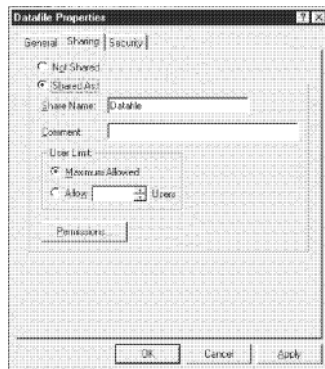 Datafile Properties
General Sharing Security
Not Shared
Shared As:
Share Name: Datafile
Comment:
User Limit
Maximum Allowed
Allow Users
Permissions...
OK Cancel Apply